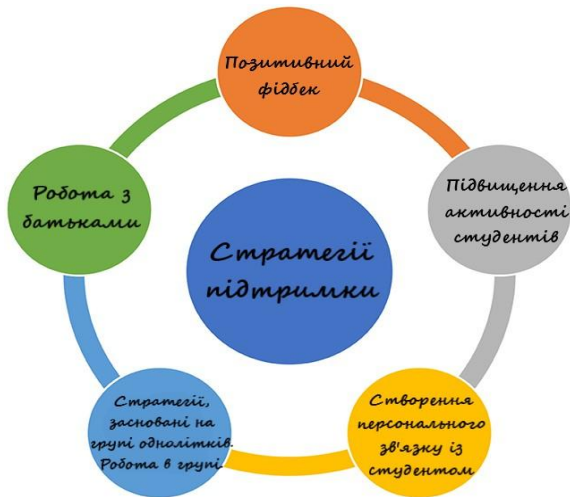 Позитивний
фідбек
Підвищення
активності
студентів
Створення
персонального
зв'язку із
студентом
Стратегії,
засновані на
групі однолітків.
Робота в групі.
Робота з
батьками
Стратегії
підтримки